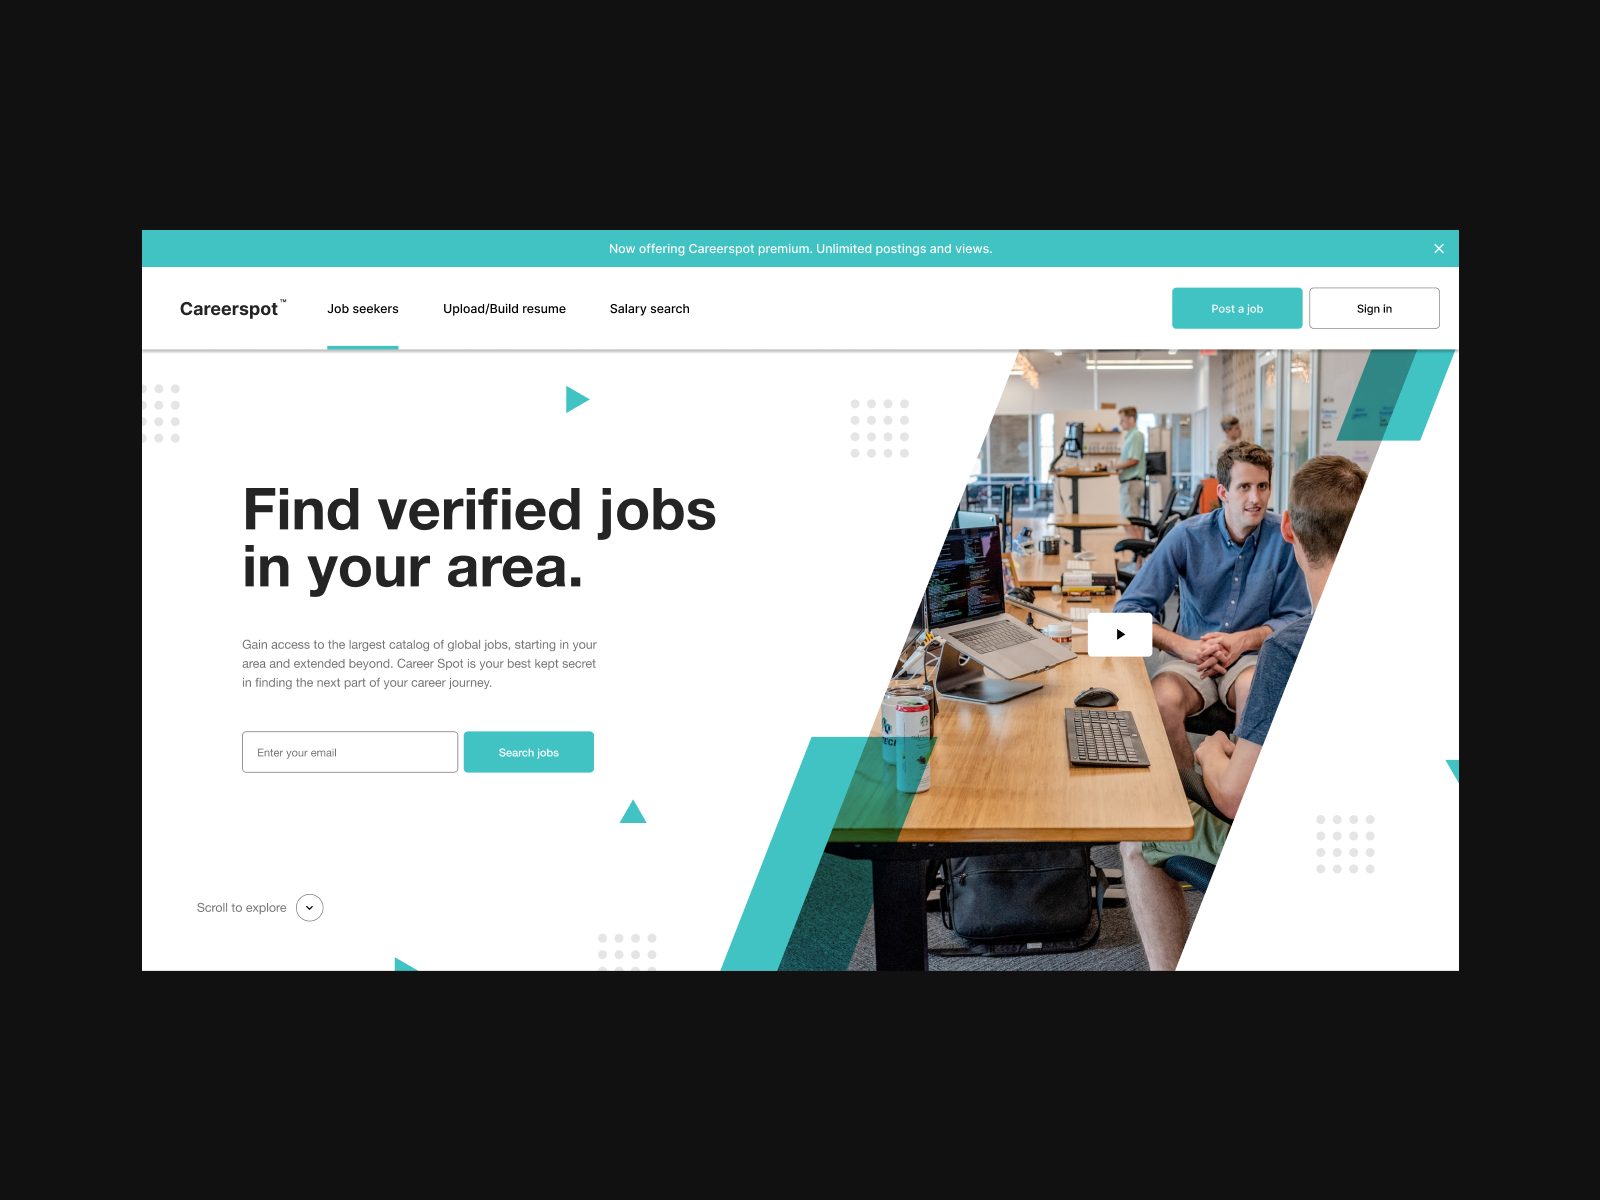 Now offering Careerspot premium. Unlimited postings and views.
Careerspot™
Job seekers
Upload/Build resume
Salary search
Post a job
Sign in
Find verified jobs
in your area.
Gain access to the largest catalog of global jobs, starting in your
area and extended beyond. Career Spot is your best kept secret
in finding the next part of your career journey.
Enter your email
Search jobs
Scroll to explore